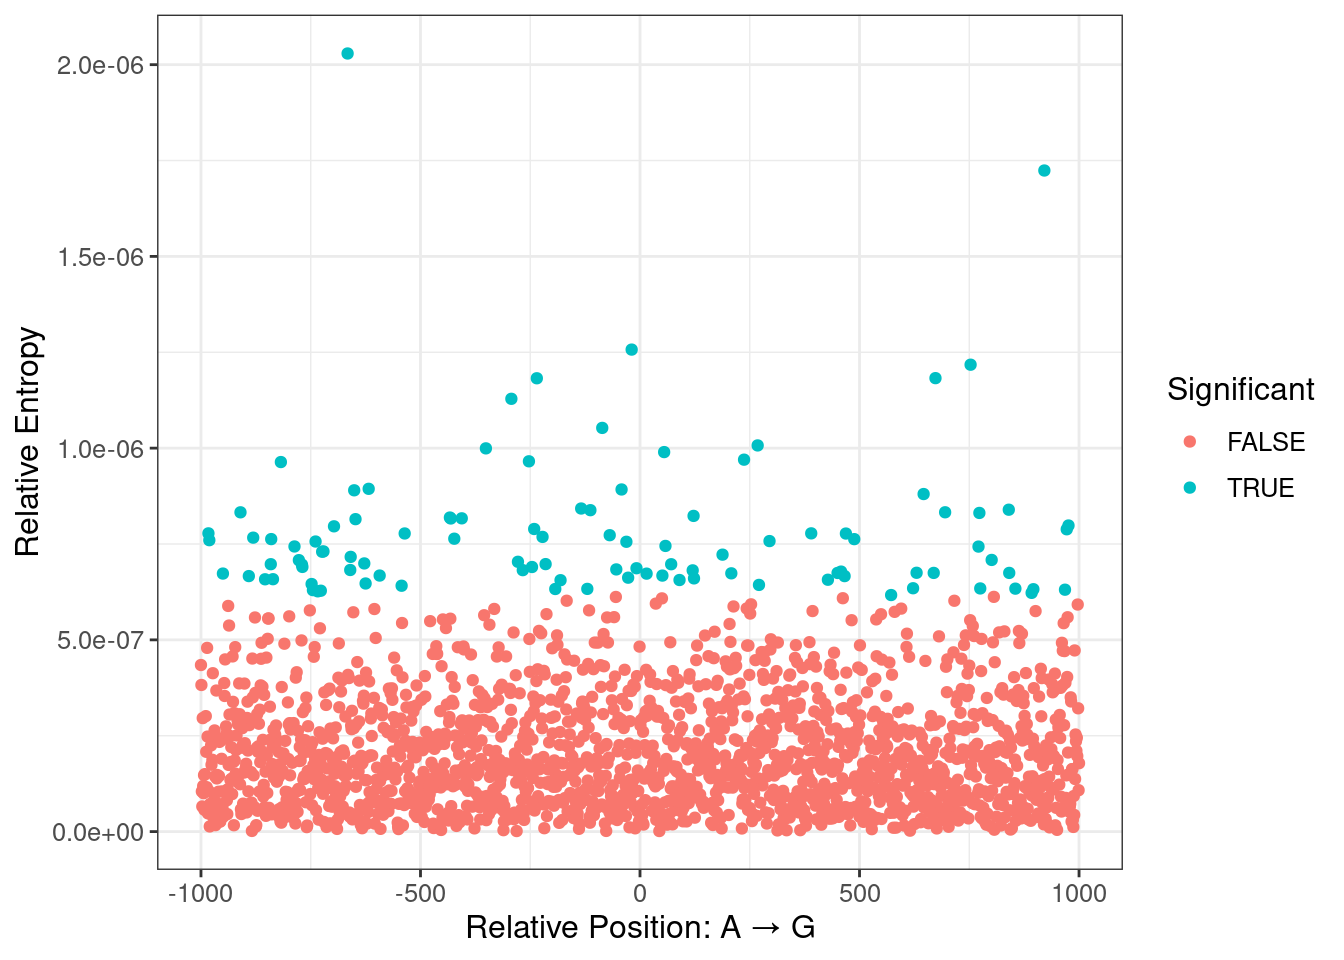 2.0e-06
1.5e-06
1.0e-06
5.0e-07
0.0e+00
Relative Entropy
-1000 -500 0 500 1000
Relative Position: A → G
Significant
FALSE
TRUE